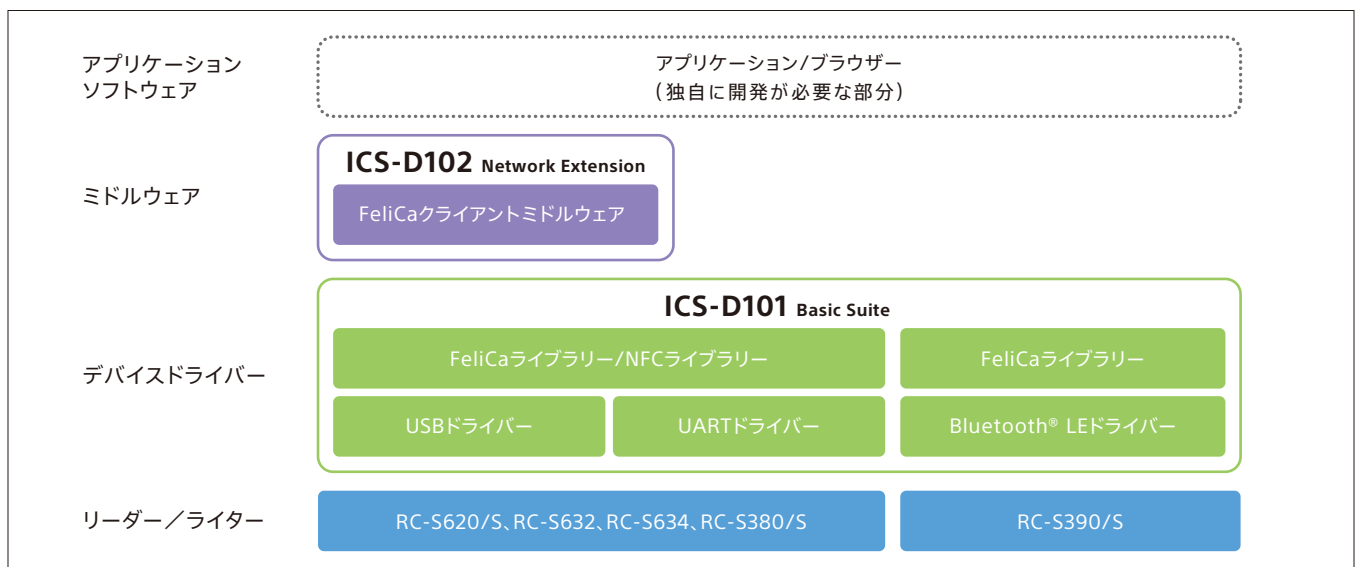 アプリケーション
ソフトウェア
アプリケーション/ブラウザー
(独自に開発が必要な部分)
ミドルウェア
ICS-D102 Network Extension
FeliCaクライアントミドルウェア
デバイスドライバー
ICS-D101 Basic Suite
FeliCaライブラリー/NFCライブラリー
FeliCaライブラリー
USBドライバー
UARTドライバー
Bluetooth® LEドライバー
リーダー／ライター
RC-S620/S、RC-S632、RC-S634、RC-S380/S
RC-S390/S